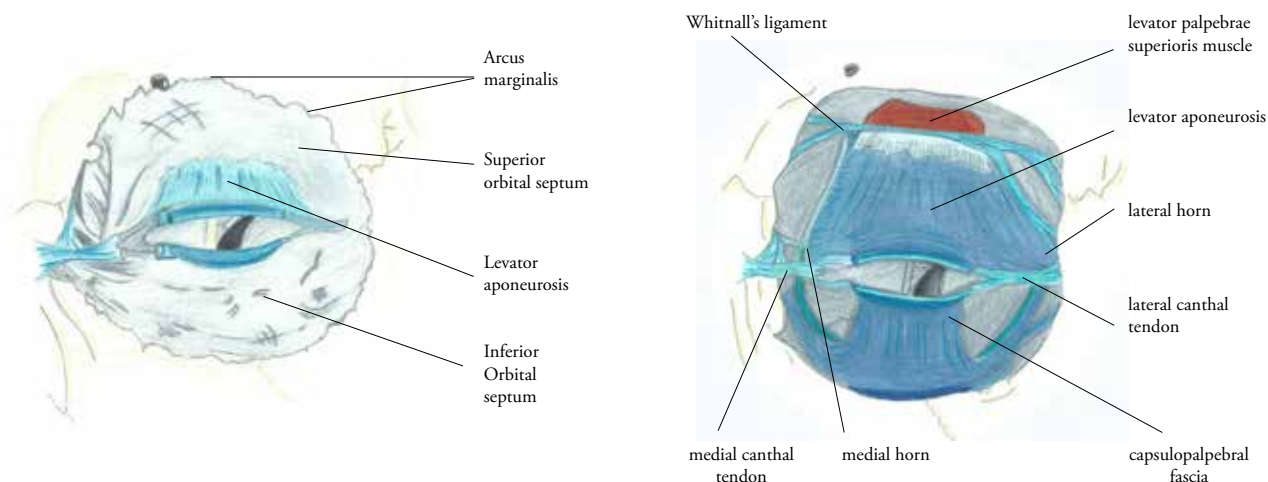 Arcus
marginalis
Superior
orbital septum
Levator
aponeurosis
Inferior
Orbital
septum
Whitnall’s ligament
levator palpebrae
superioris muscle
levator aponeurosis
lateral horn
lateral canthal
tendon
medial canthal
tendon
medial horn
capsulopalpebral
fascia